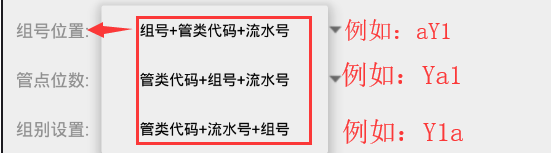 组号位置: 组号+管类代码+流水号 例如：aY1
管点位数: 管类代码+组号+流水号 例如：Ya1
组别设置: 管类代码+流水号+组号 例如：Y1a